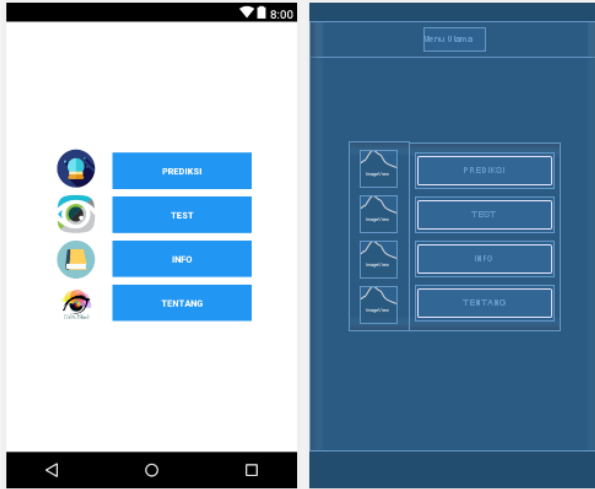 8:00
PREDIKSI
TEST
INFO
TENTANG
Menu Utama
ImageView
PREDIKSI
ImageView
TEST
ImageView
INFO
ImageView
TENTANG